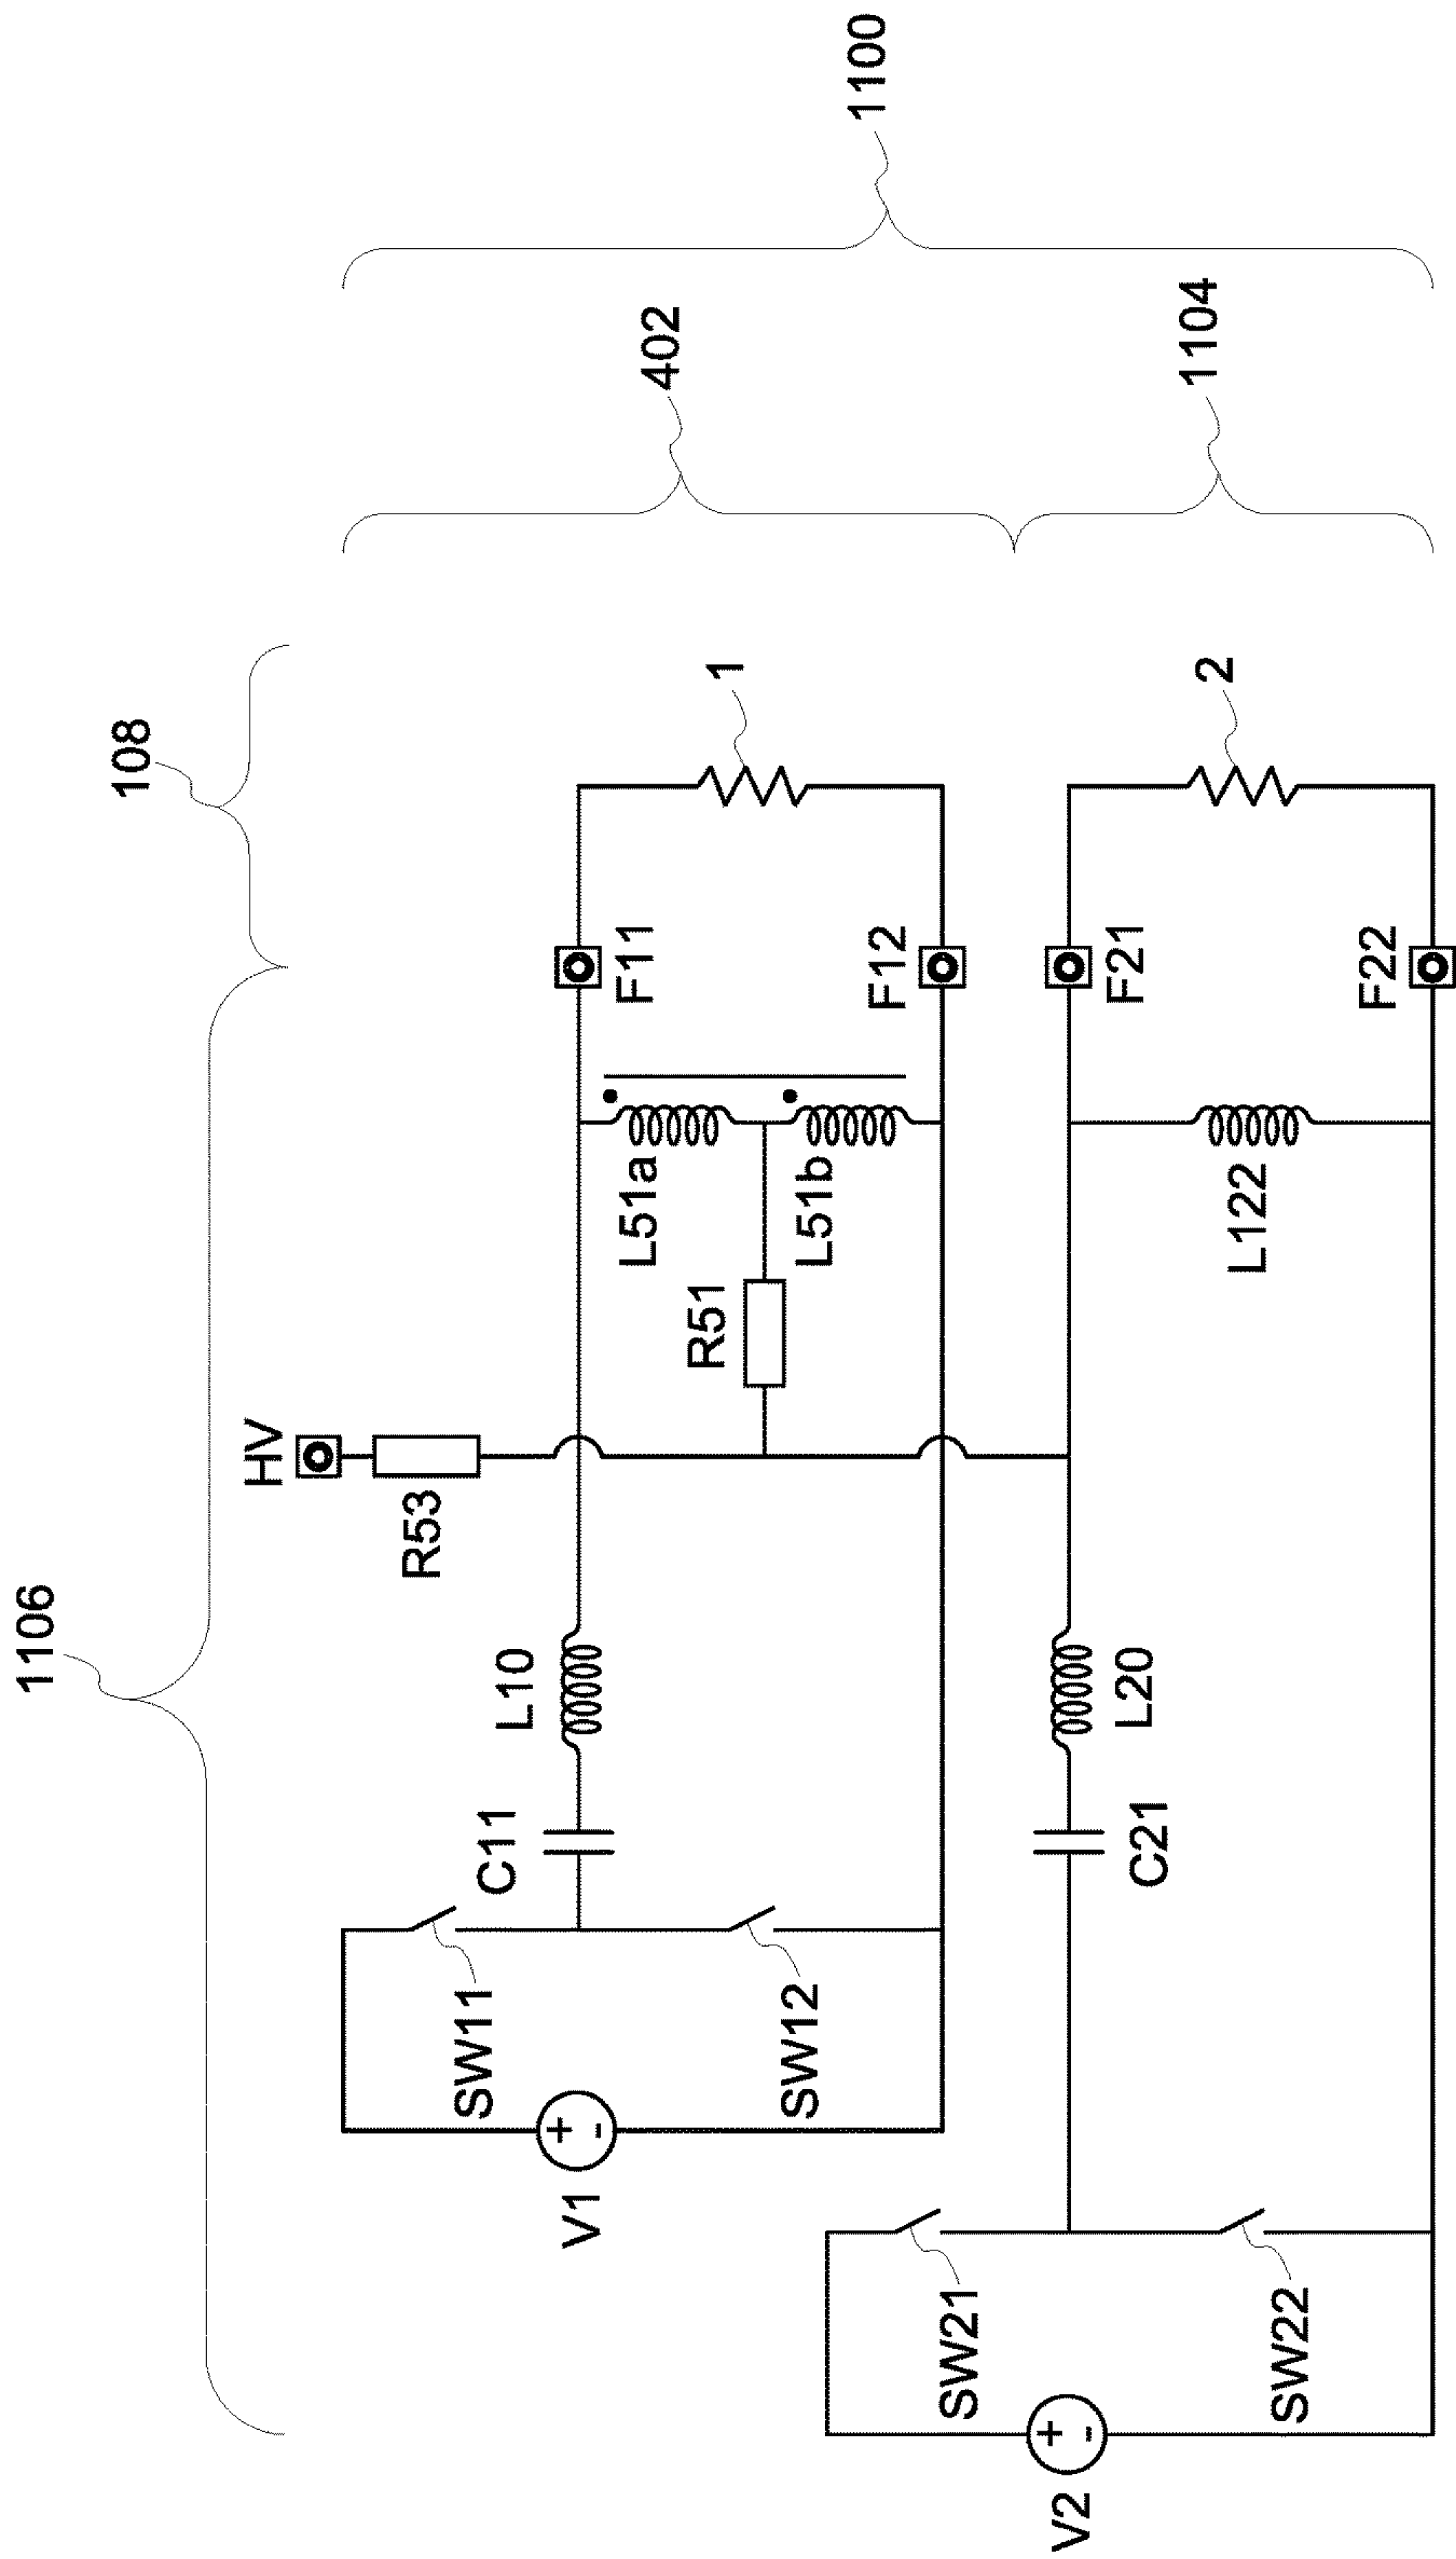 1106
108
1100
402
1104
HV
R53
L10
C11
SW11
SW12
V1
+
-
R51
L51a
L51b
F11
F12
1
L20
C21
SW21
SW22
V2
+
-
L122
F21
F22
2